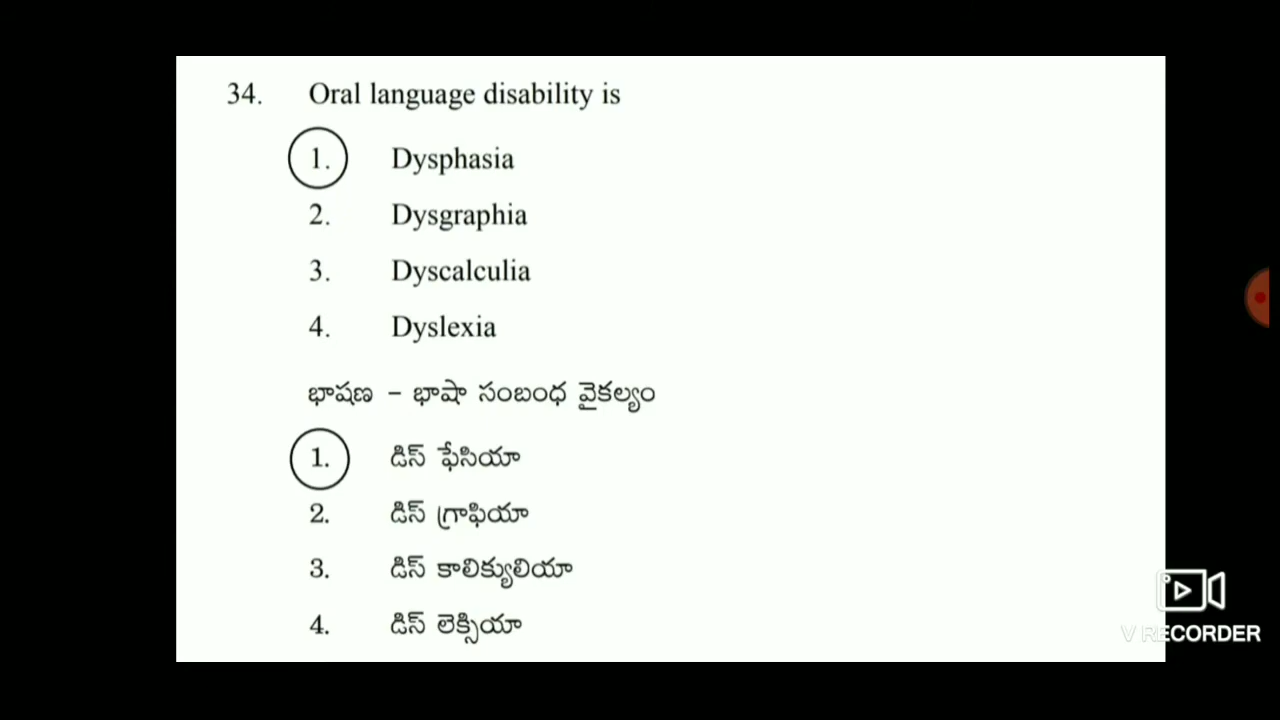 34. Oral language disability is
1. Dysphasia
2. Dysgraphia
3. Dyscalculia
4. Dyslexia
భాషణ – భాషా సంబంధ వైకల్యం
1. డిస్ ఫేసియా
2. డిస్ గ్రాఫియా
3. డిస్ కాలిక్యులియా
4. డిస్ లెక్సియా
V RECORDER